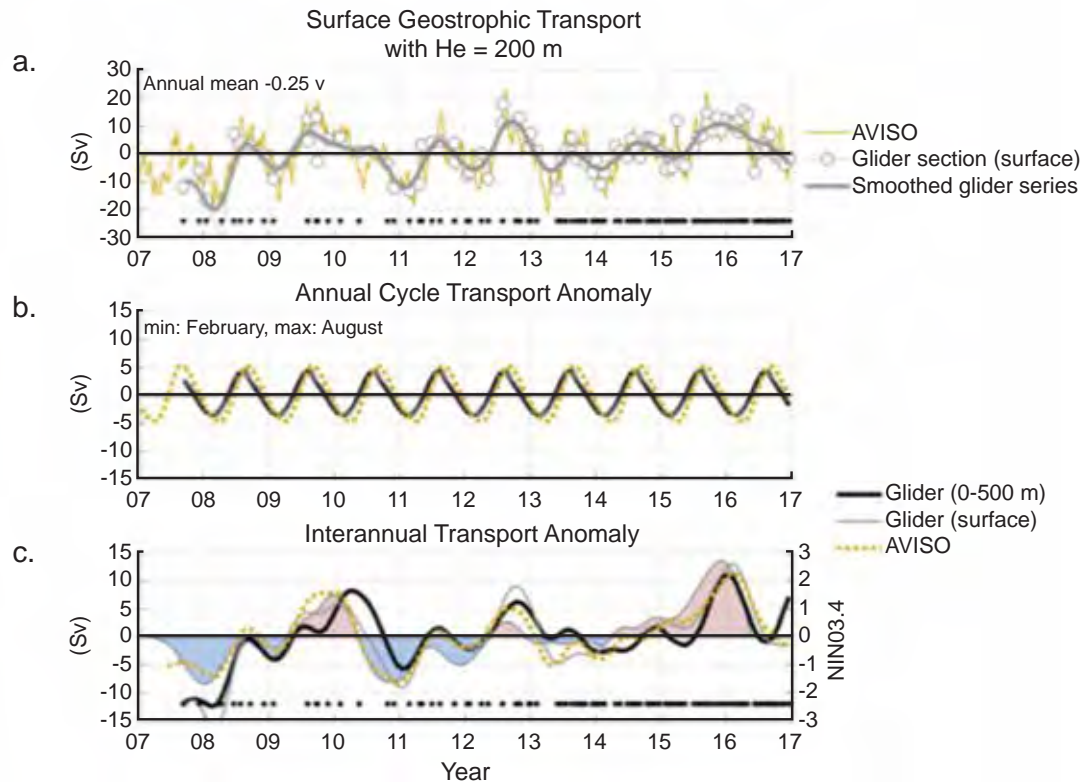 Surface Geostrophic Transport
with He = 200 m
a.
30
20
10
0
-10
-20
-30
(Sv)
Annual mean -0.25 v
07 08 09 10 11 12 13 14 15 16 17
AVISO
Glider section (surface)
Smoothed glider series
b.
Annual Cycle Transport Anomaly
15
10
5
0
-5
-10
-15
(Sv)
min: February, max: August
07 08 09 10 11 12 13 14 15 16 17
Glider (0-500 m)
Glider (surface)
AVISO
c.
Interannual Transport Anomaly
15
10
5
0
-5
-10
-15
(Sv)
3
2
1
0
-1
-2
-3
NIN03.4
07 08 09 10 11 12 13 14 15 16 17
Year